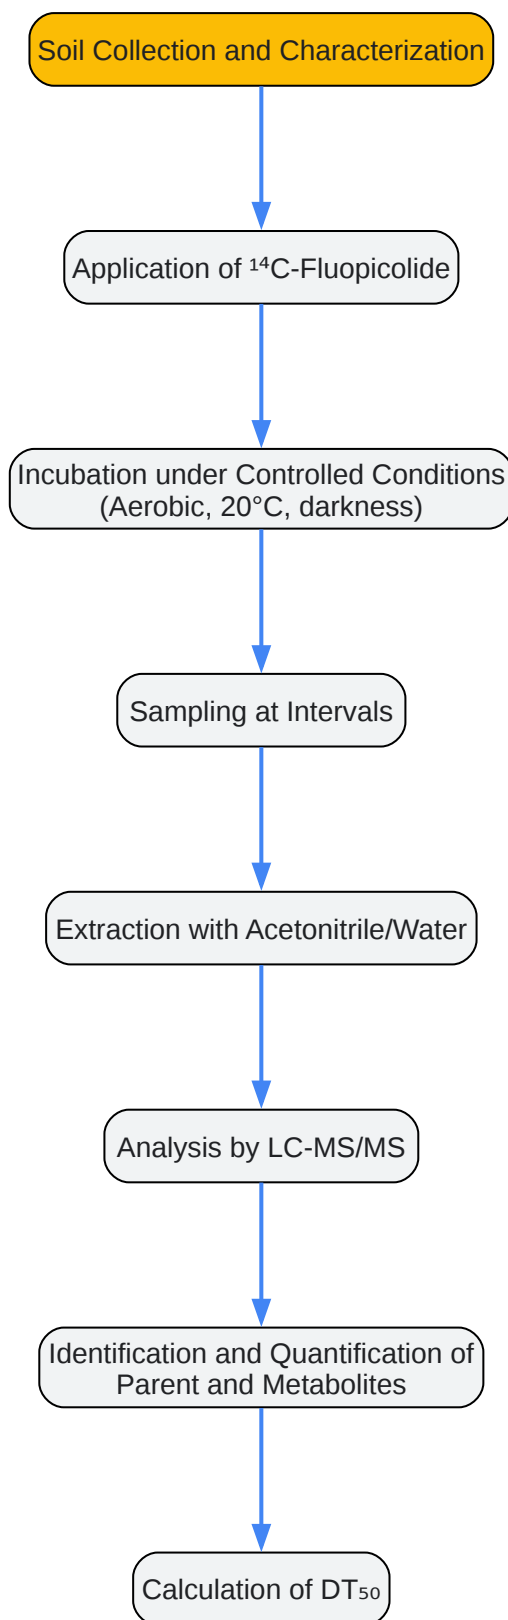 Soil Collection and Characterization
Application of ¹⁴C-Fluopicolide
Incubation under Controlled Conditions
(Aerobic, 20°C, darkness)
Sampling at Intervals
Extraction with Acetonitrile/Water
Analysis by LC-MS/MS
Identification and Quantification of
Parent and Metabolites
Calculation of DT₅₀